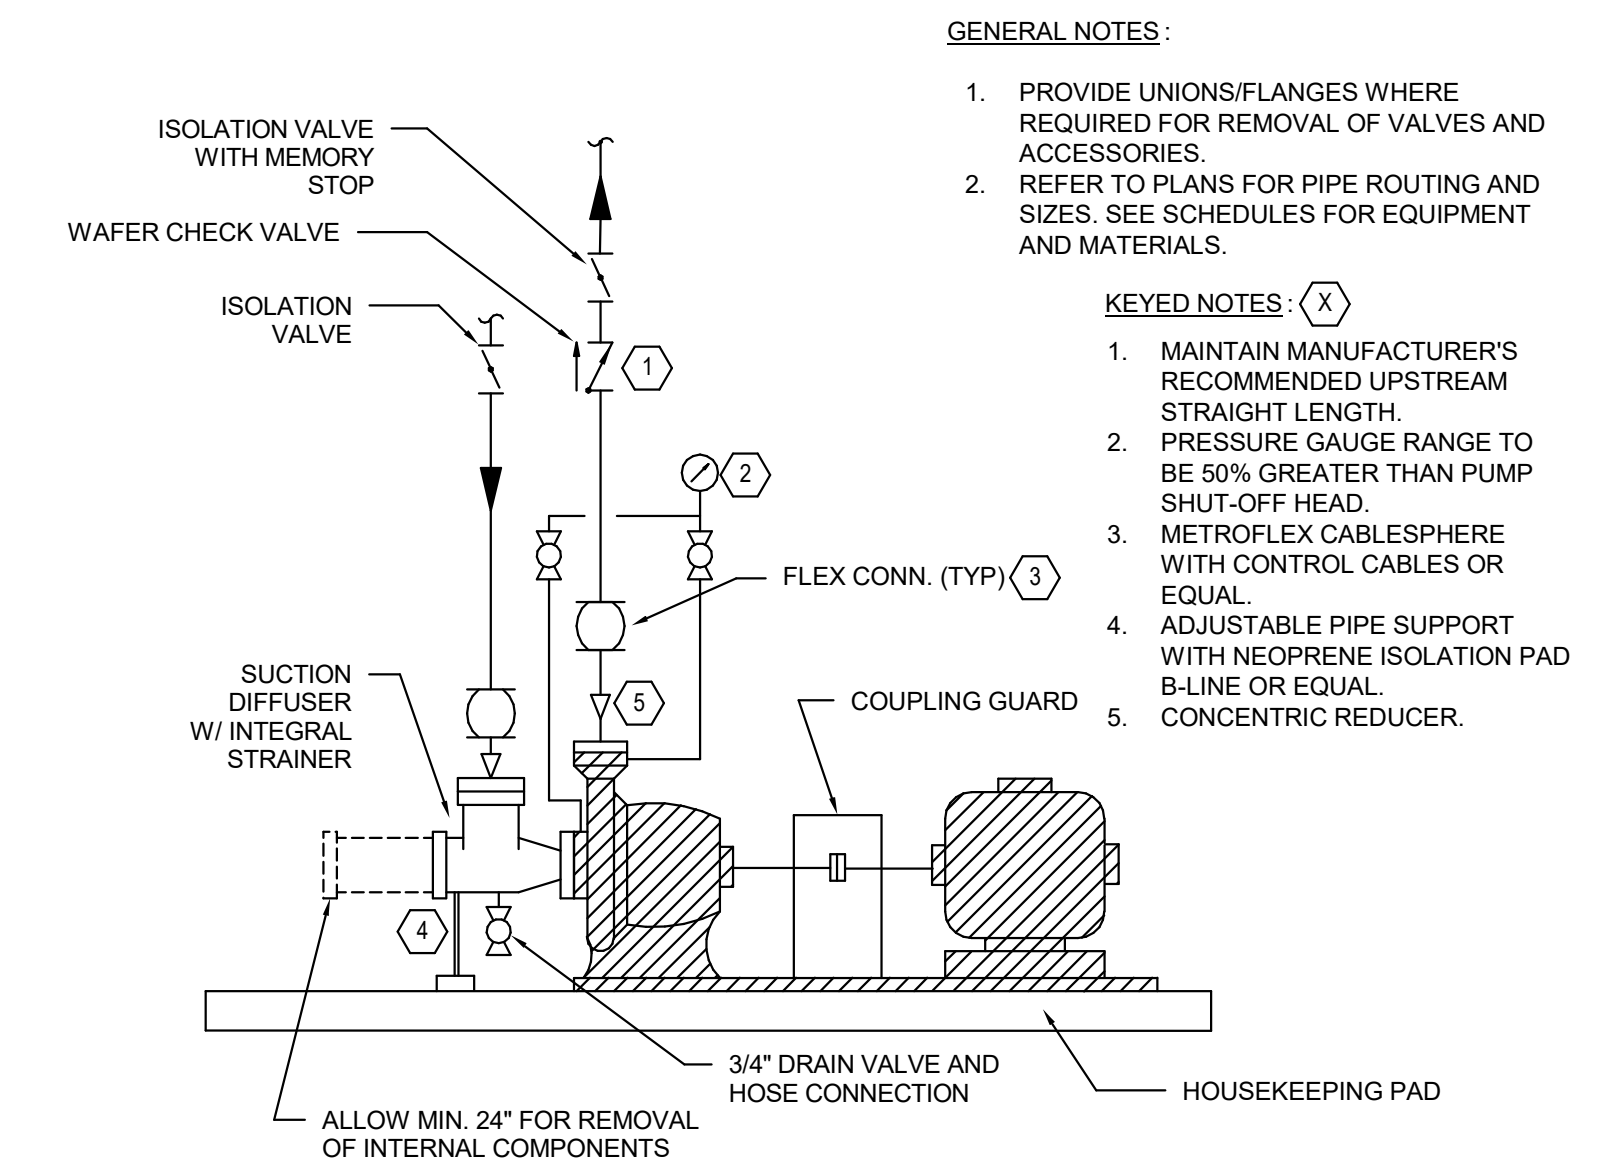 GENERAL NOTES :
1. PROVIDE UNIONS/FLANGES WHERE
REQUIRED FOR REMOVAL OF VALVES AND
ACCESSORIES.
2. REFER TO PLANS FOR PIPE ROUTING AND
SIZES. SEE SCHEDULES FOR EQUIPMENT
AND MATERIALS.
KEYED NOTES : X
1. MAINTAIN MANUFACTURER'S
RECOMMENDED UPSTREAM
STRAIGHT LENGTH.
2. PRESSURE GAUGE RANGE TO
BE 50% GREATER THAN PUMP
SHUT-OFF HEAD.
3. METROFLEX CABLESPHERE
WITH CONTROL CABLES OR
EQUAL.
4. ADJUSTABLE PIPE SUPPORT
WITH NEOPRENE ISOLATION PAD
B-LINE OR EQUAL.
5. CONCENTRIC REDUCER.
ISOLATION VALVE
WITH MEMORY
STOP
WAFER CHECK VALVE
ISOLATION
VALVE
1
2
FLEX CONN. (TYP) 3
SUCTION
DIFFUSER
W/ INTEGRAL
STRAINER
5
COUPLING GUARD
4
3/4" DRAIN VALVE AND
HOSE CONNECTION
HOUSEKEEPING PAD
ALLOW MIN. 24" FOR REMOVAL
OF INTERNAL COMPONENTS